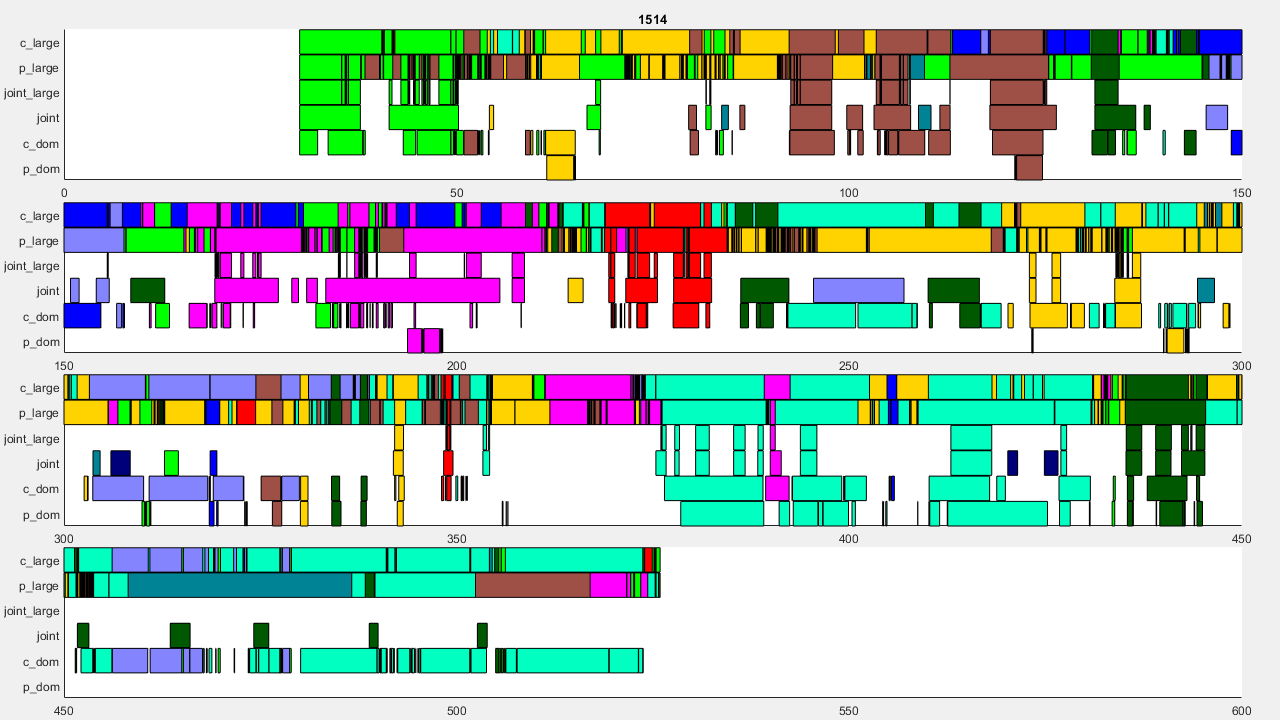 1514
c_large
p_large
joint_large
joint
c_dom
p_dom
0 50 100 150
c_large
p_large
joint_large
joint
c_dom
p_dom
150 200 250 300
c_large
p_large
joint_large
joint
c_dom
p_dom
300 350 400 450
c_large
p_large
joint_large
joint
c_dom
p_dom
450 500 550 600